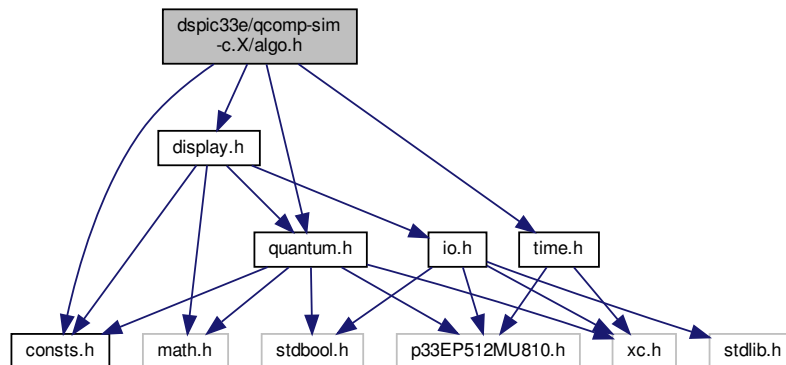 dspic33e/qcomp-sim
-c.X/algo.h
display.h
quantum.h
io.h
time.h
consts.h
math.h
stdbool.h
p33EP512MU810.h
xc.h
stdlib.h